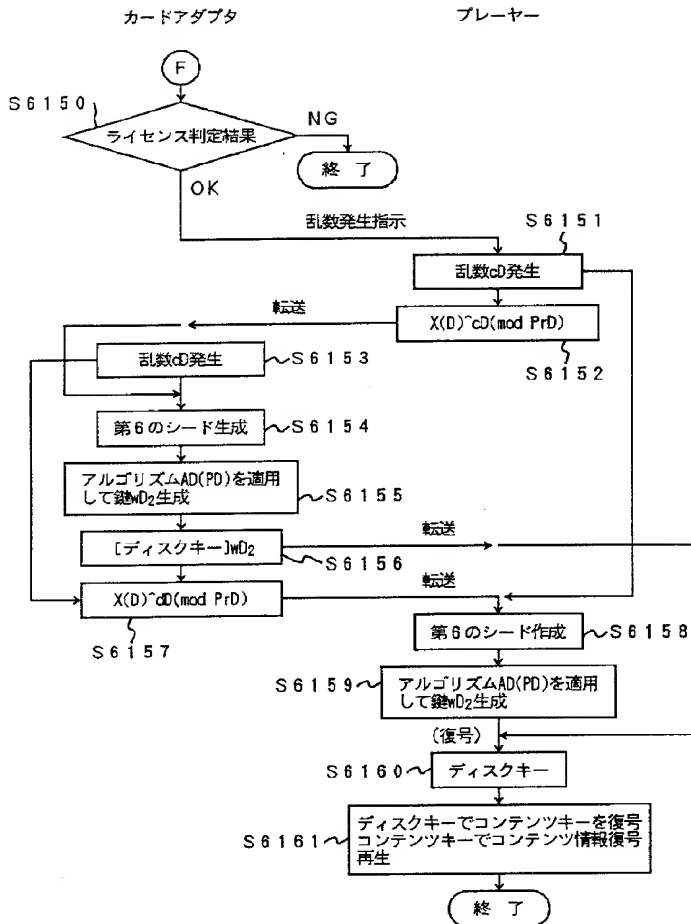 カードアダプタ
プレーヤー
F
S6150
ライセンス判定結果
NG
終 了
OK
乱数発生指示
S6151
乱数cD発生
転送
X(D)^cD(mod PrD)
S6152
乱数dD発生
S6153
第6のシード生成
S6154
アルゴリズムAD(PD)を適用
して鍵wD2生成
S6155
転送
[ディスクキー]wD2
S6156
転送
X(D)^dD(mod PrD)
S6157
第6のシード作成
S6158
S6159
アルゴリズムAD(PD)を適用
して鍵wD2生成
(復号)
S6160
ディスクキー
S6161
ディスクキーでコンテンツキーを復号
コンテンツキーでコンテンツ情報復号
再生
終 了